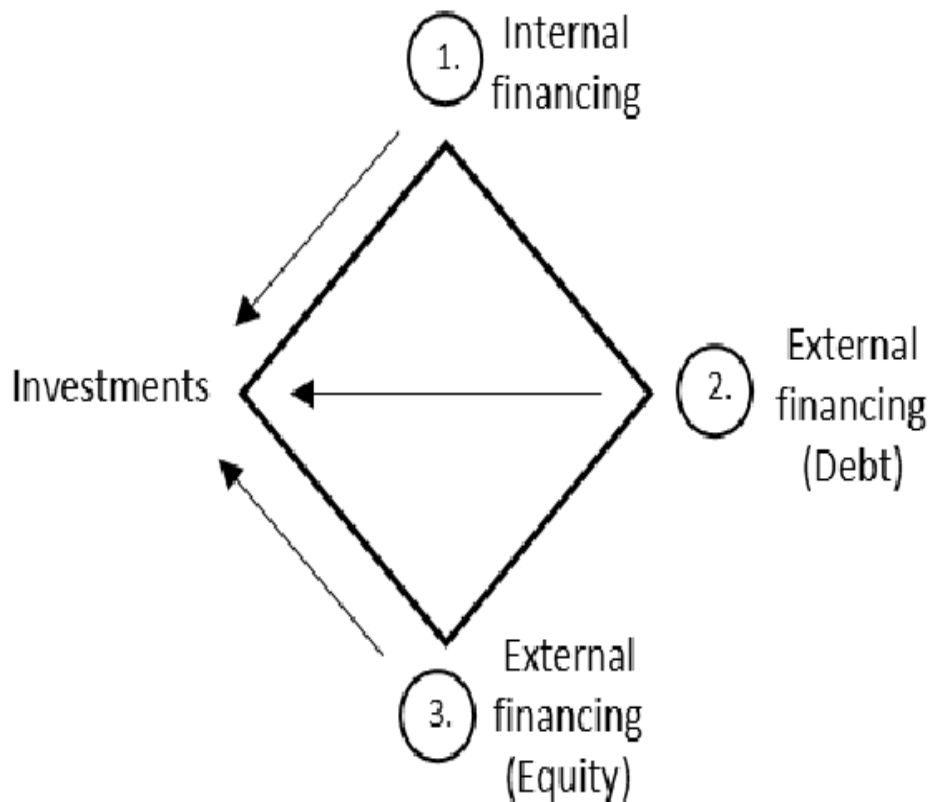 1.
Internal
financing
Investments
2.
External
financing
(Debt)
3.
External
financing
(Equity)